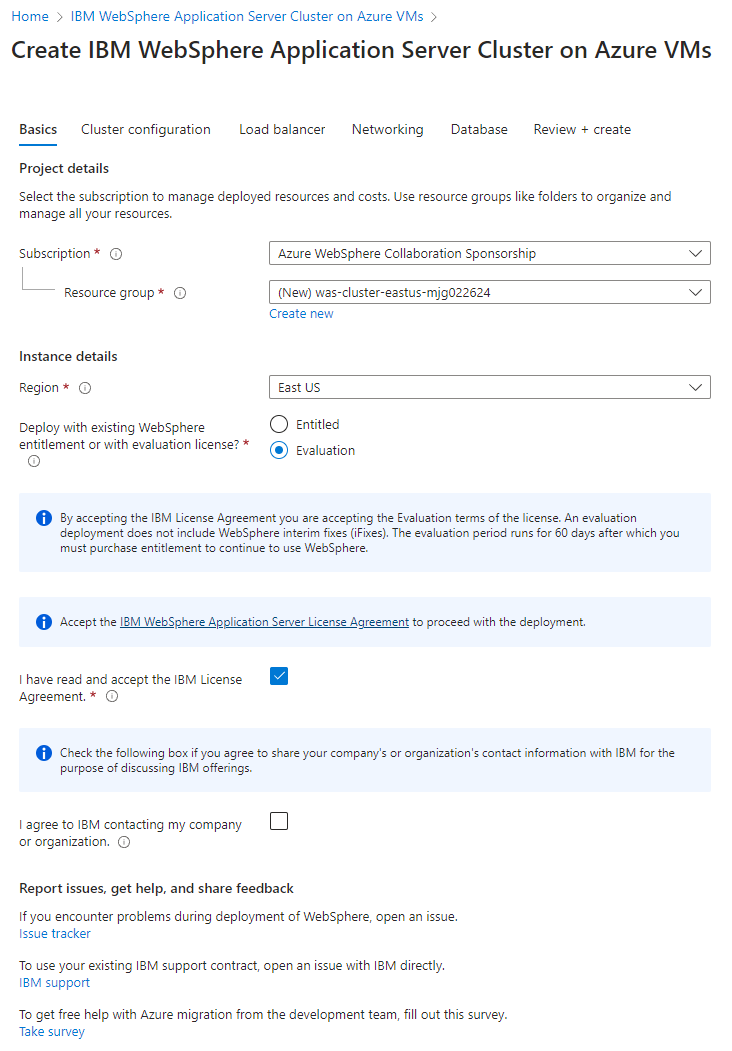 Home > IBM WebSphere Application Server Cluster on Azure VMs >
Create IBM WebSphere Application Server Cluster on Azure VMs
Basics Cluster configuration Load balancer Networking Database Review + create
Project details
Select the subscription to manage deployed resources and costs. Use resource groups like folders to organize and
manage all your resources.
Subscription * Azure WebSphere Collaboration Sponsorship
Resource group * (New) was-cluster-eastus-mjg022624
Create new
Instance details
Region * East US
Deploy with existing WebSphere
entitlement or with evaluation license? *
Entitled
Evaluation
By accepting the IBM License Agreement you are accepting the Evaluation terms of the license. An evaluation
deployment does not include WebSphere interim fixes (iFixes). The evaluation period runs for 60 days after which you
must purchase entitlement to continue to use WebSphere.
Accept the IBM WebSphere Application Server License Agreement to proceed with the deployment.
I have read and accept the IBM License
Agreement. *
Check the following box if you agree to share your company's or organization's contact information with IBM for the
purpose of discussing IBM offerings.
I agree to IBM contacting my company
or organization.
Report issues, get help, and share feedback
If you encounter problems during deployment of WebSphere, open an issue.
Issue tracker
To use your existing IBM support contract, open an issue with IBM directly.
IBM support
To get free help with Azure migration from the development team, fill out this survey.
Take survey